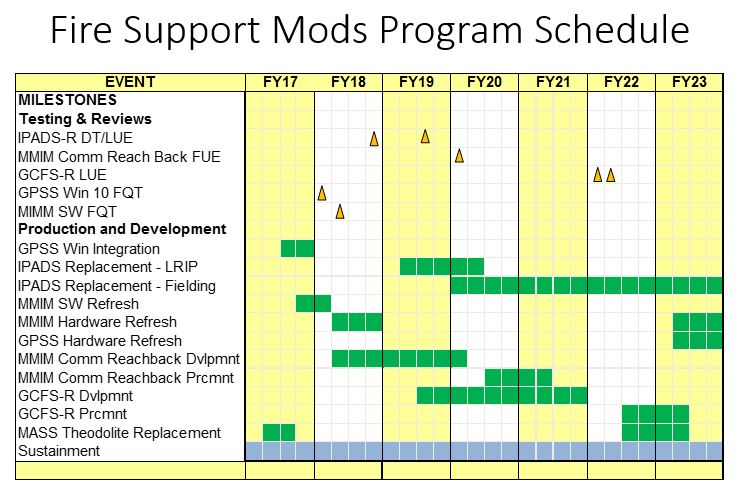 Fire Support Mods Program Schedule
EVENT FY17 FY18 FY19 FY20 FY21 FY22 FY23
MILESTONES
Testing & Reviews
IPADS-R DT/LUE
MMIM Comm Reach Back FUE
GCFS-R LUE
GPSS Win 10 FQT
MIMM SW FQT
Production and Development
GPSS Win Integration
IPADS Replacement - LRIP
IPADS Replacement - Fielding
MMIM SW Refresh
MMIM Hardware Refresh
GPSS Hardware Refresh
MMIM Comm Reachback Dvlpmnt
MMIM Comm Reachback Prcmnt
GCFS-R Dvlpmnt
GCFS-R Prcmnt
MASS Theodolite Replacement
Sustainment